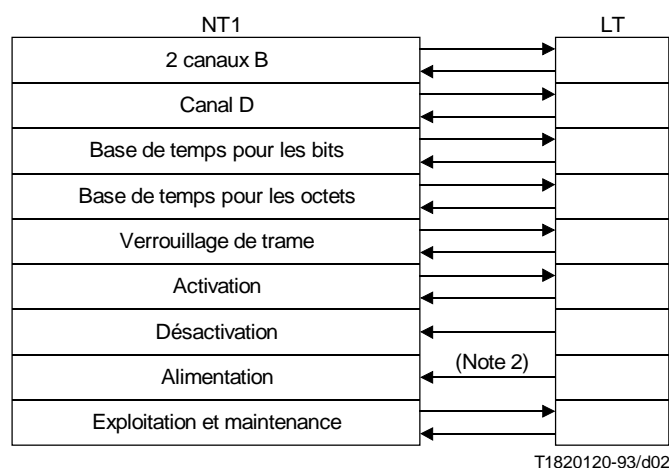 NT1 LT
2 canaux B
Canal D
Base de temps pour les bits
Base de temps pour les octets
Verrouillage de trame
Activation
Désactivation
Alimentation (Note 2)
Exploitation et maintenance
T1820120-93/d02